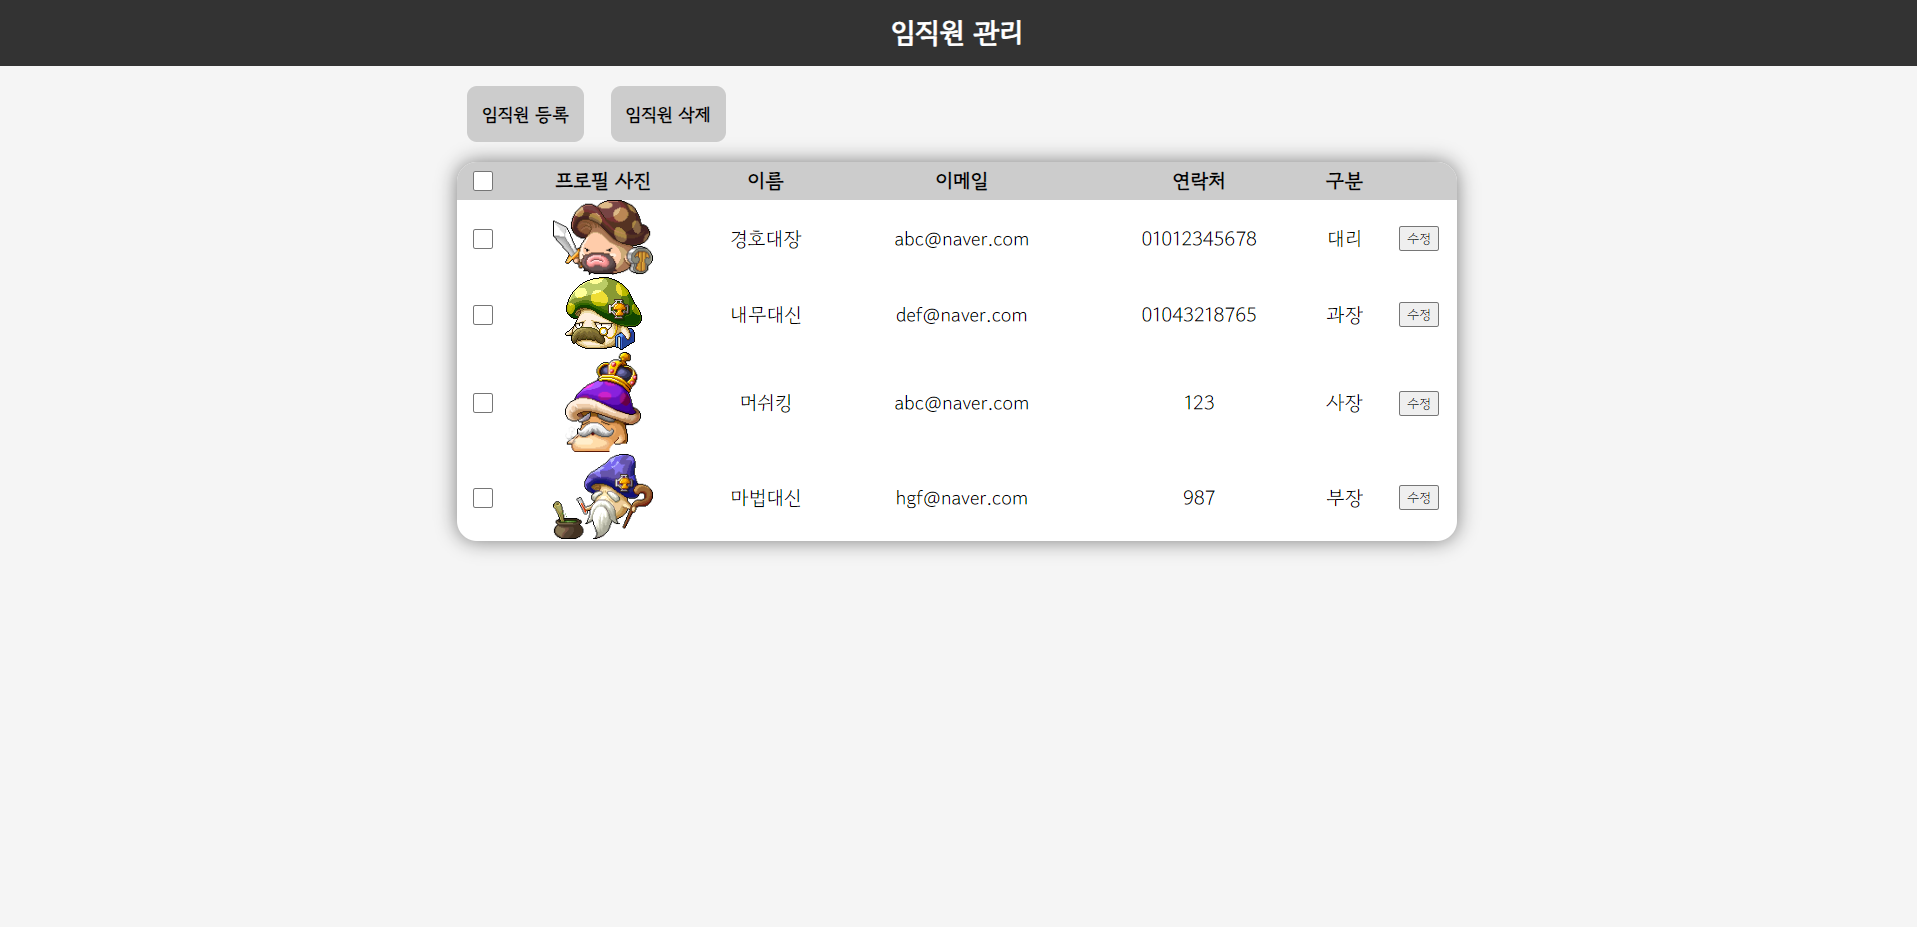 임직원 관리
임직원 등록 임직원 삭제
프로필 사진 이름 이메일 연락처 구분
경호대장 abc@naver.com 01012345678 대리 수정
내무대신 def@naver.com 01043218765 과장 수정
머쉬킹 abc@naver.com 123 사장 수정
마법대신 hgf@naver.com 987 부장 수정